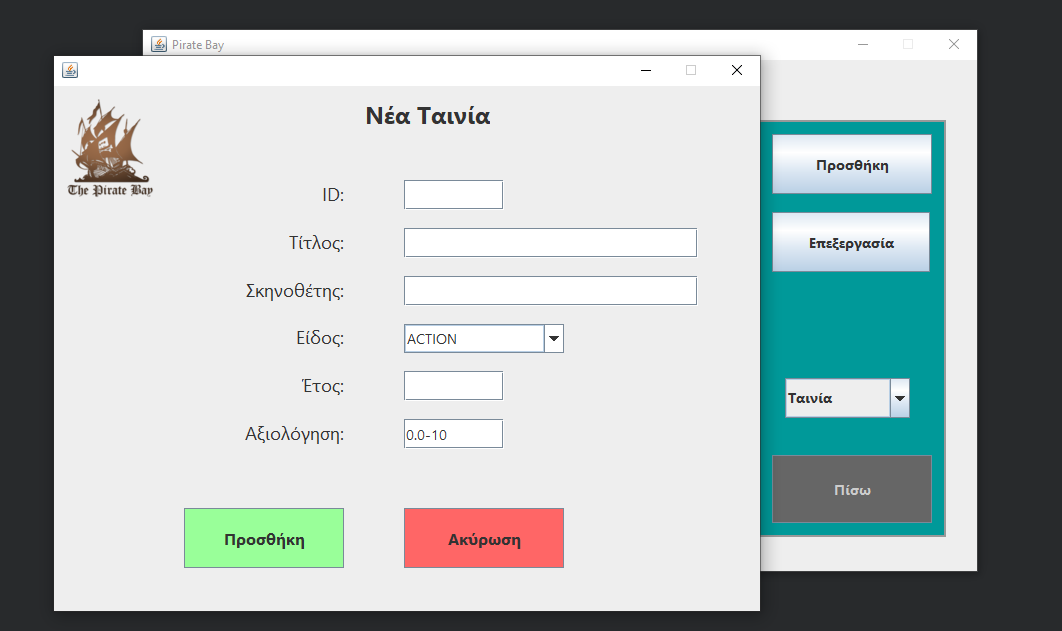 Pirate Bay
The Pirate Bay
Νέα Ταινία
ID:
Τίτλος:
Σκηνοθέτης:
Είδος:
ACTION
Έτος:
Αξιολόγηση:
0.0-10
Προσθήκη
Ακύρωση
Προσθήκη
Επεξεργασία
Ταινία
Πίσω